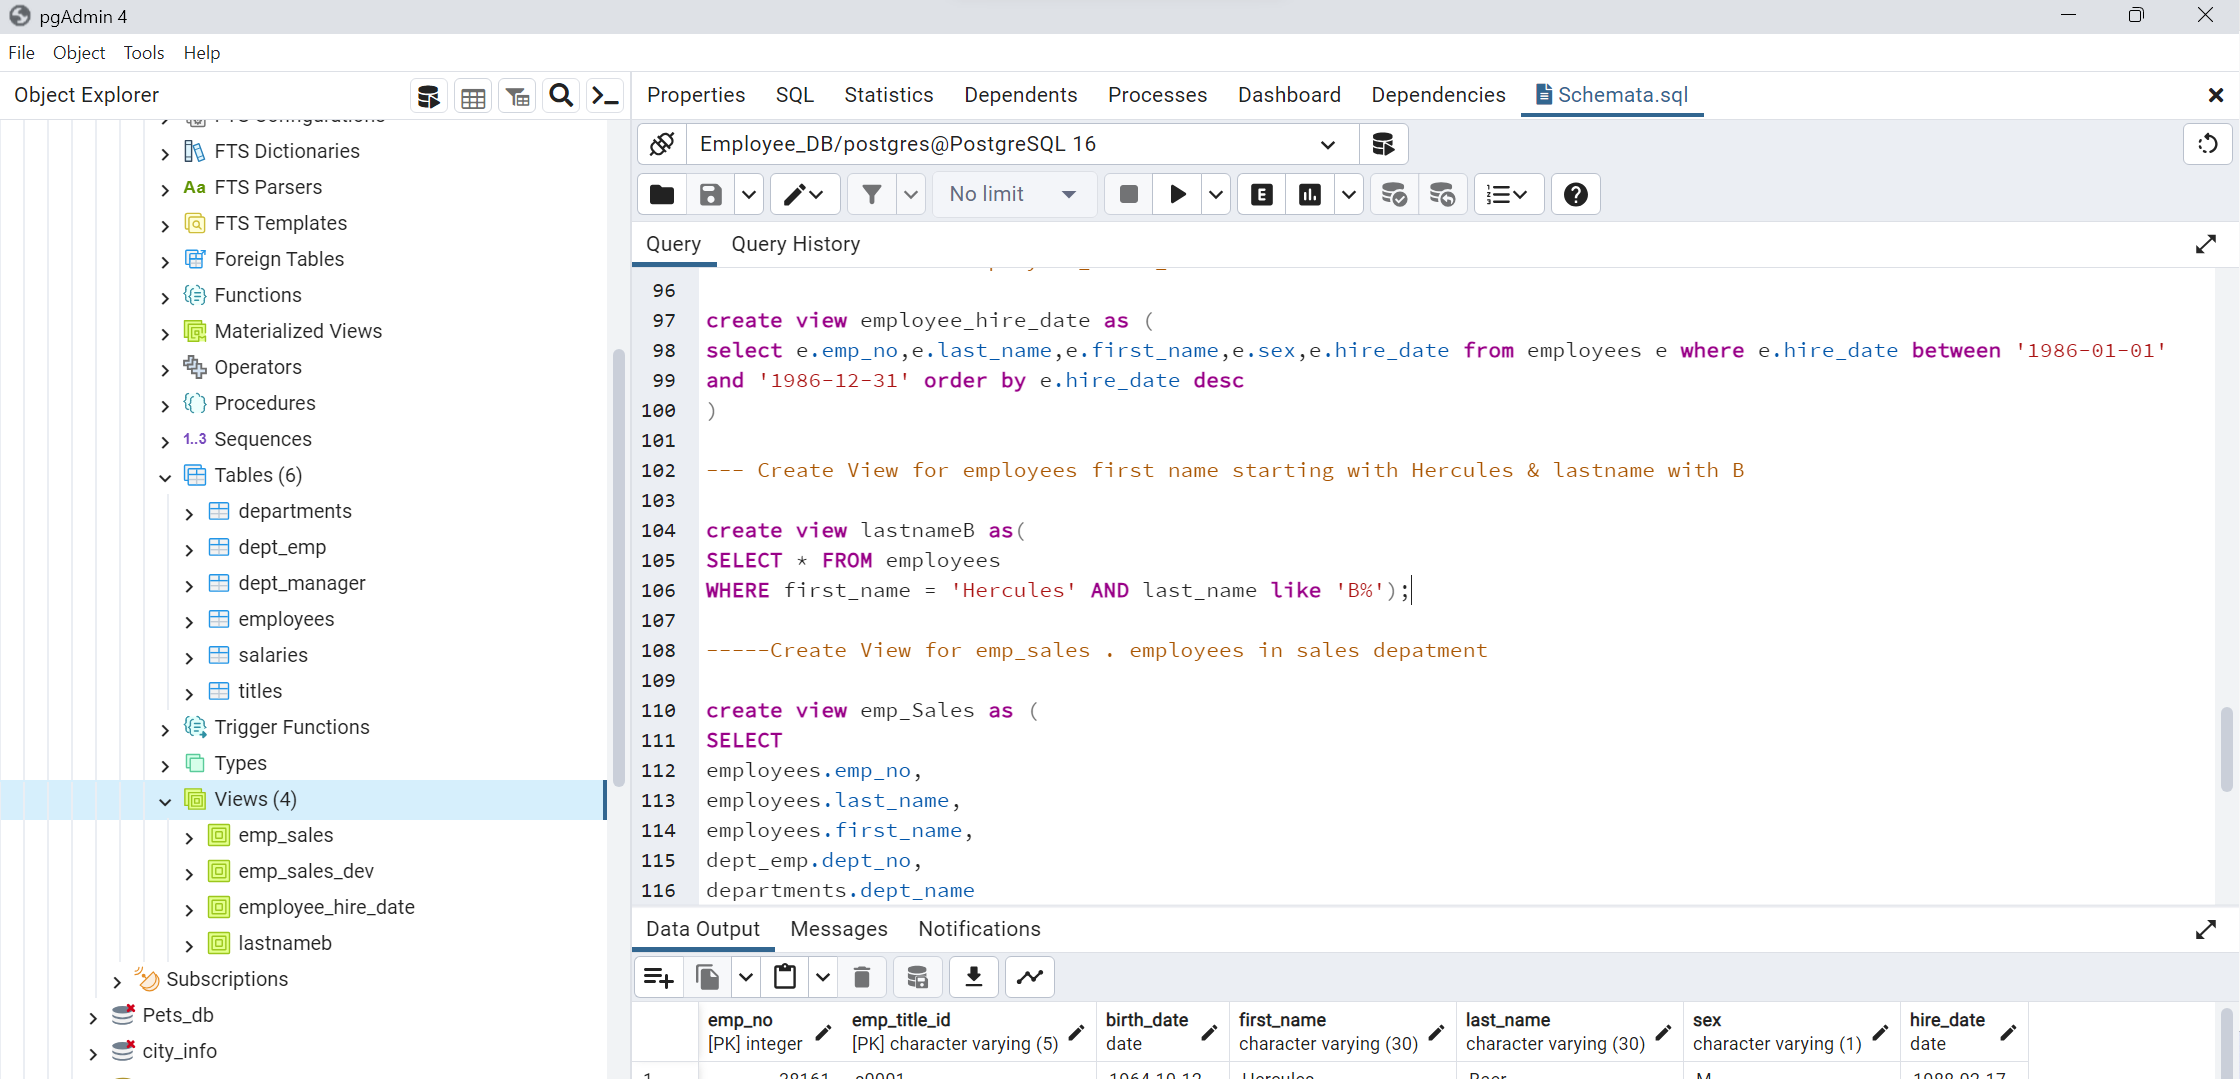 pgAdmin 4
File Object Tools Help
Object Explorer
FTS Configurations
FTS Dictionaries
Aa FTS Parsers
FTS Templates
Foreign Tables
Functions
Materialized Views
Operators
Procedures
1..3 Sequences
Tables (6)
departments
dept_emp
dept_manager
employees
salaries
titles
Trigger Functions
Types
Views (4)
emp_sales
emp_sales_dev
employee_hire_date
lastnameb
Subscriptions
Pets_db
city_info
Properties SQL Statistics Dependents Processes Dashboard Dependencies Schemata.sql
Employee_DB/postgres@PostgreSQL 16
No limit
E
Query Query History
96
97 create view employee_hire_date as (
98 select e.emp_no,e.last_name,e.first_name,e.sex,e.hire_date from employees e where e.hire_date between '1986-01-01'
99 and '1986-12-31' order by e.hire_date desc
100 )
101
102 --- Create View for employees first name starting with Hercules & lastname with B
103
104 create view lastnameB as(
105 SELECT * FROM employees
106 WHERE first_name = 'Hercules' AND last_name like 'B%');
107
108 -----Create View for emp_sales . employees in sales depatment
109
110 create view emp_Sales as (
111 SELECT
112 employees.emp_no,
113 employees.last_name,
114 employees.first_name,
115 dept_emp.dept_no,
116 departments.dept_name
Data Output Messages Notifications
emp_no emp_title_id birth_date first_name last_name sex hire_date
[PK] integer [PK] character varying (5) date character varying (30) character varying (30) character varying (1) date